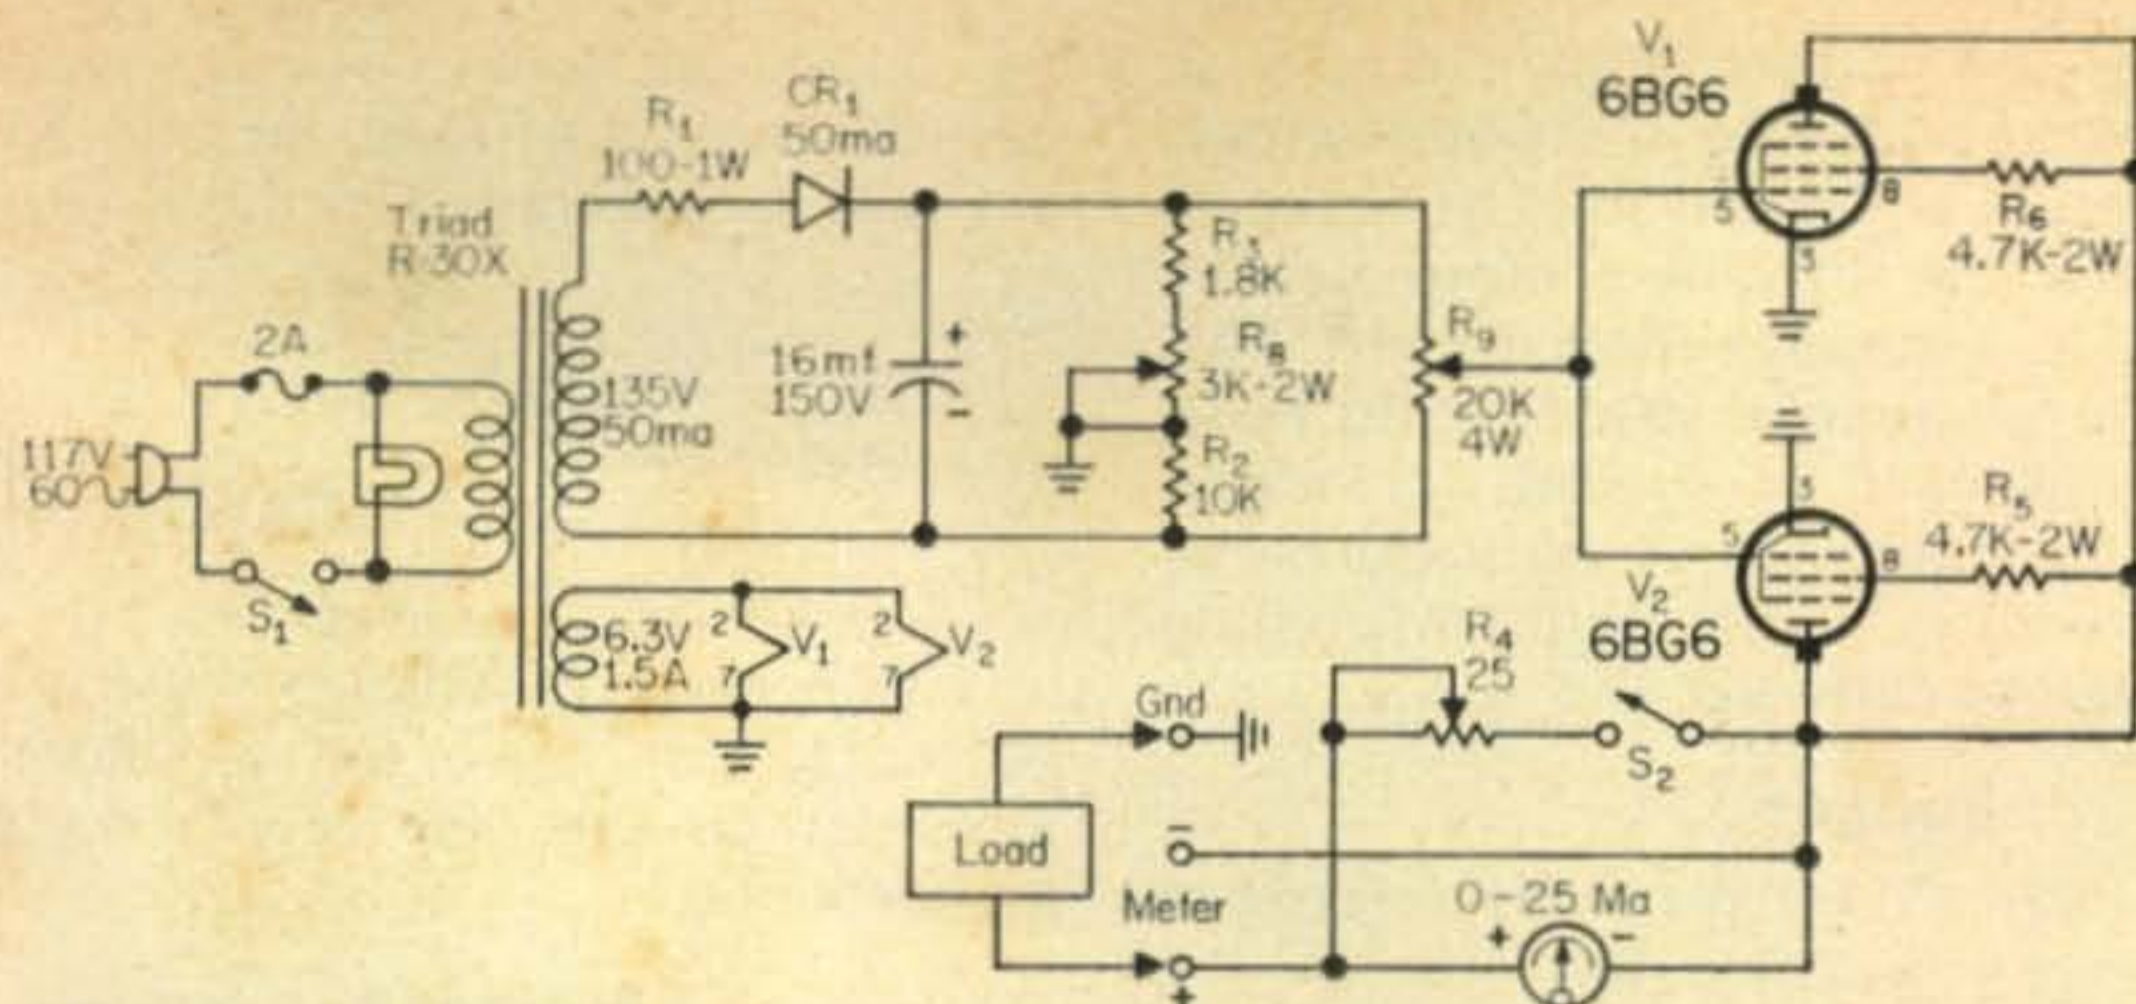 V1
6BG6
CR1
50ma
R1
100-1W
Triad
R-30X
5
8
3
R6
4.7K-2W
R3
1.8K
2A
+
16mf
150V
-
R8
3K-2W
R9
20K
4W
135V
50ma
117V
60
R2
10K
3
5
8
R5
4.7K-2W
V2
6BG6
S1
6.3V
1.5A
2
7
V1
2
7
V2
R4
25
Gnd
S2
Load
-
Meter
0-25 Ma
+
-
+